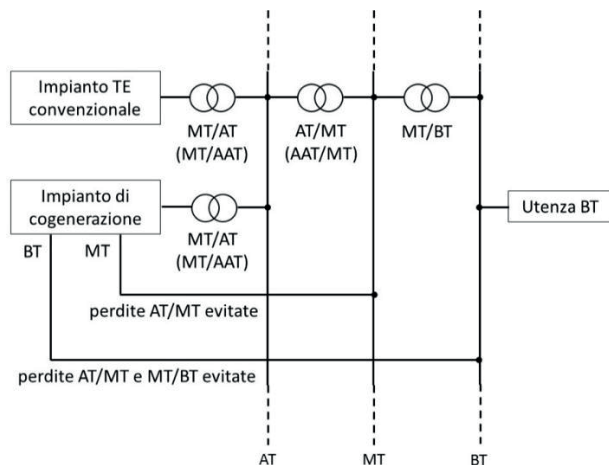 Impianto TE
convenzionale
MT/AT
(MT/AAT)
AT/MT
(AAT/MT)
MT/BT
Impianto di
cogenerazione
MT/AT
(MT/AAT)
Utenza BT
BT
MT
perdite AT/MT evitate
perdite AT/MT e MT/BT evitate
AT
MT
BT